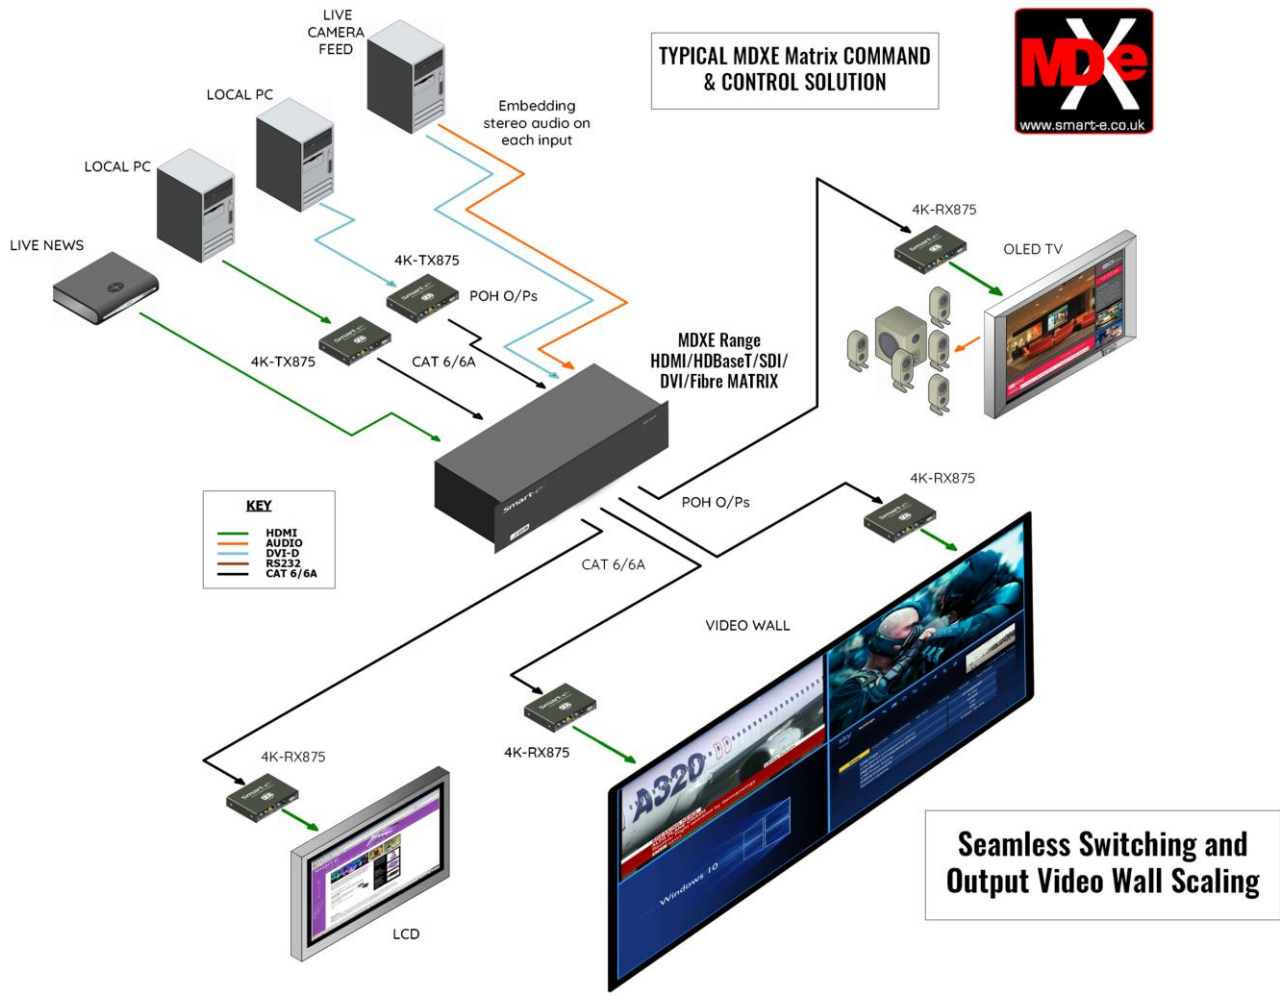 LIVE
CAMERA
FEED
TYPICAL MDXE Matrix COMMAND
& CONTROL SOLUTION
MDXe
www.smart-e.co.uk
LOCAL PC
Embedding
stereo audio on
each input
LOCAL PC
LIVE NEWS
4K-TX875
POH O/Ps
4K-TX875
CAT 6/6A
4K-RX875
OLED TV
MDXE Range
HDMI/HDBaseT/SDI/
DVI/Fibre MATRIX
smart-e
KEY
HDMI
AUDIO
DVI-D
RS232
CAT 6/6A
POH O/Ps
4K-RX875
CAT 6/6A
VIDEO WALL
4K-RX875
4K-RX875
LCD
A320
sky
Windows 10
Seamless Switching and
Output Video Wall Scaling